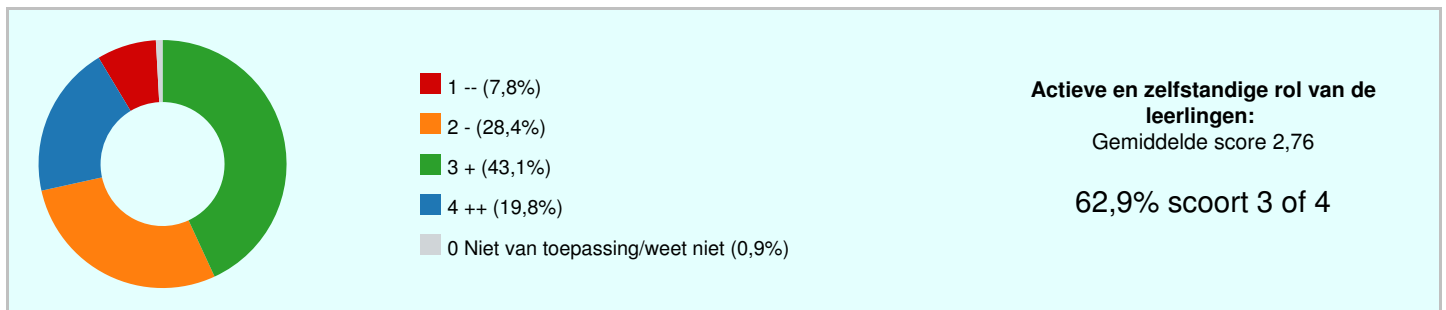 1 -- (7,8%)
2 - (28,4%)
3 + (43,1%)
4 ++ (19,8%)
0 Niet van toepassing/weet niet (0,9%)
Actieve en zelfstandige rol van de
leerlingen:
Gemiddelde score 2,76
62,9% scoort 3 of 4